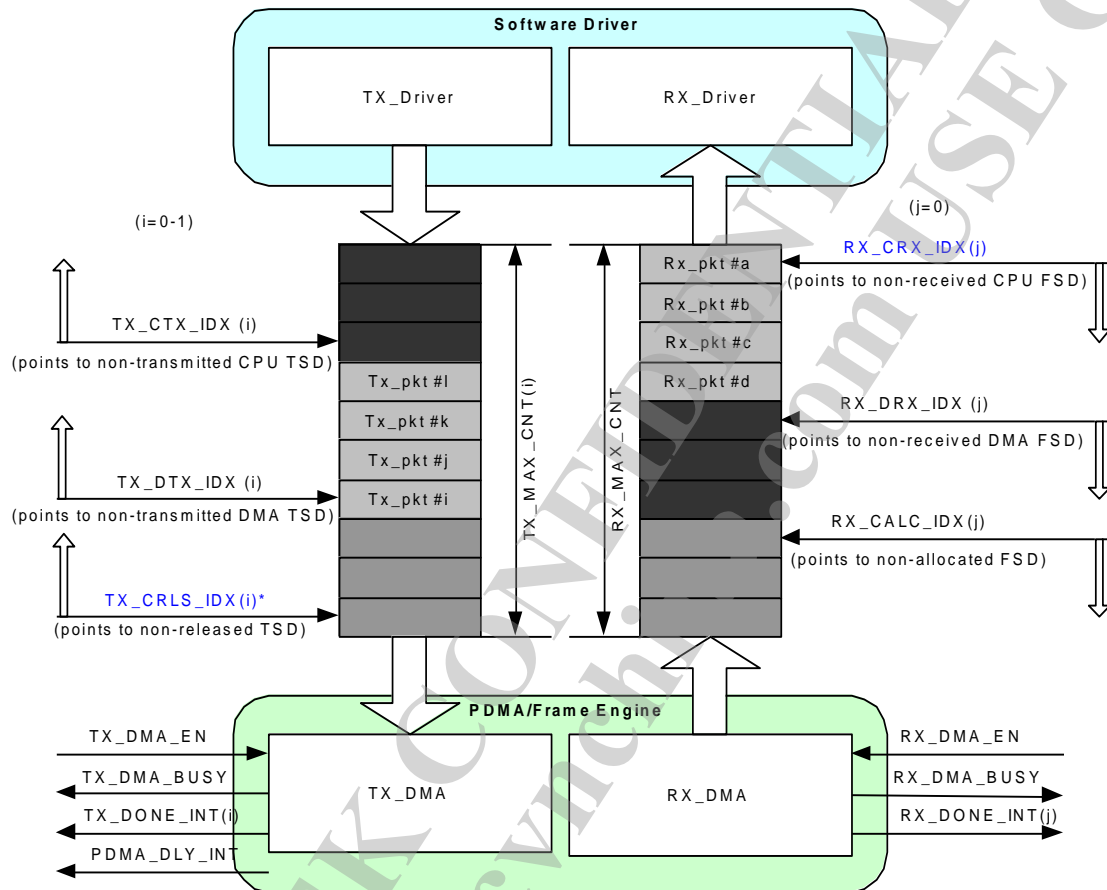 Software Driver
TX_Driver
RX_Driver
(i=0-1)
(j=0)
TX_CTX_IDX (i)
(points to non-transmitted CPU TSD)
TX_DTX_IDX (i)
(points to non-transmitted DMA TSD)
TX_CRLS_IDX(i)*
(points to non-released TSD)
Tx_pkt #l
Tx_pkt #k
Tx_pkt #j
Tx_pkt #i
TX_MAX_CNT(i)
RX_MAX_CNT
Rx_pkt #a
Rx_pkt #b
Rx_pkt #c
Rx_pkt #d
RX_CRX_IDX(j)
(points to non-received CPU FSD)
RX_DRX_IDX (j)
(points to non-received DMA FSD)
RX_CALC_IDX(j)
(points to non-allocated FSD)
PDMA/Frame Engine
TX_DMA_EN
TX_DMA_BUSY
TX_DONE_INT(i)
PDMA_DLY_INT
TX_DMA
RX_DMA
RX_DMA_EN
RX_DMA_BUSY
RX_DONE_INT(j)
CONFIDENTIAL
USE